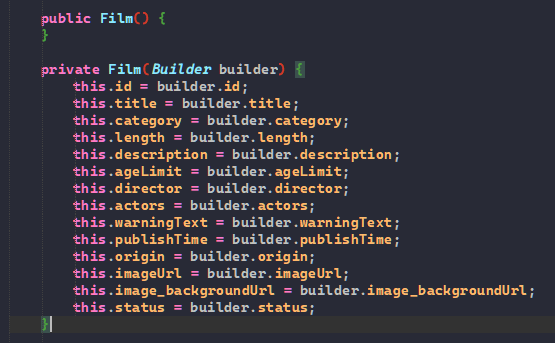 public Film() {
}
private Film(Builder builder) {
this.id = builder.id;
this.title = builder.title;
this.category = builder.category;
this.length = builder.length;
this.description = builder.description;
this.ageLimit = builder.ageLimit;
this.director = builder.director;
this.actors = builder.actors;
this.warningText = builder.warningText;
this.publishTime = builder.publishTime;
this.origin = builder.origin;
this.imageUrl = builder.imageUrl;
this.image_backgroundUrl = builder.image_backgroundUrl;
this.status = builder.status;
}